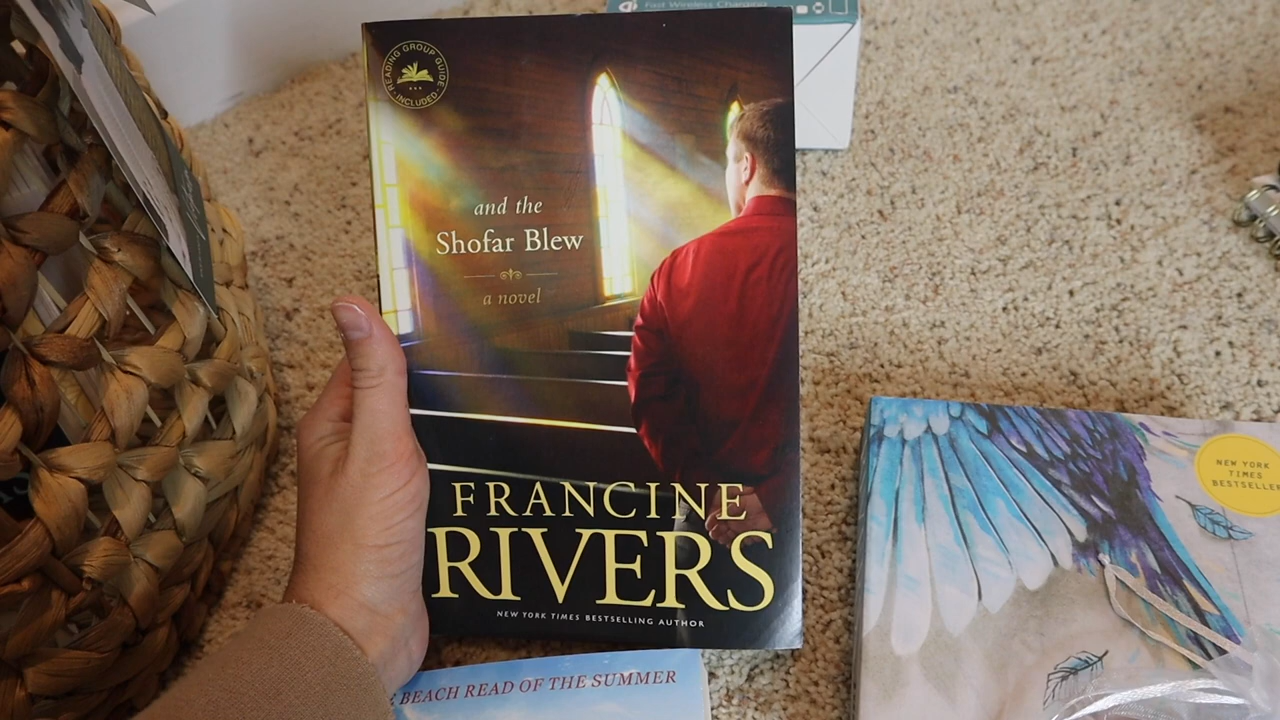 Fast Wireless Charging
READING GROUP GUIDE
INCLUDED
and the
Shofar Blew
a novel
FRANCINE
RIVERS
NEW YORK TIMES BESTSELLING AUTHOR
BEACH READ OF THE SUMMER
NEW YORK
TIMES
BESTSELLER